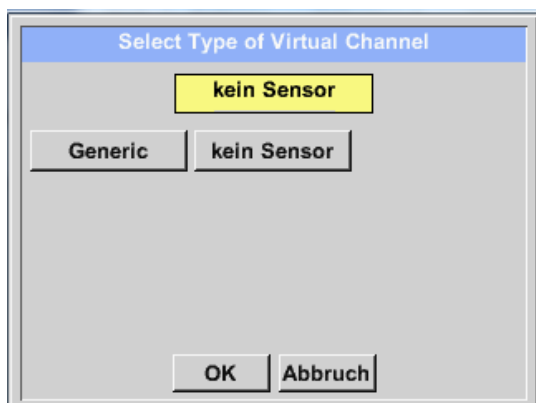 Select Type of Virtual Channel
kein Sensor
Generic kein Sensor
OK Abbruch